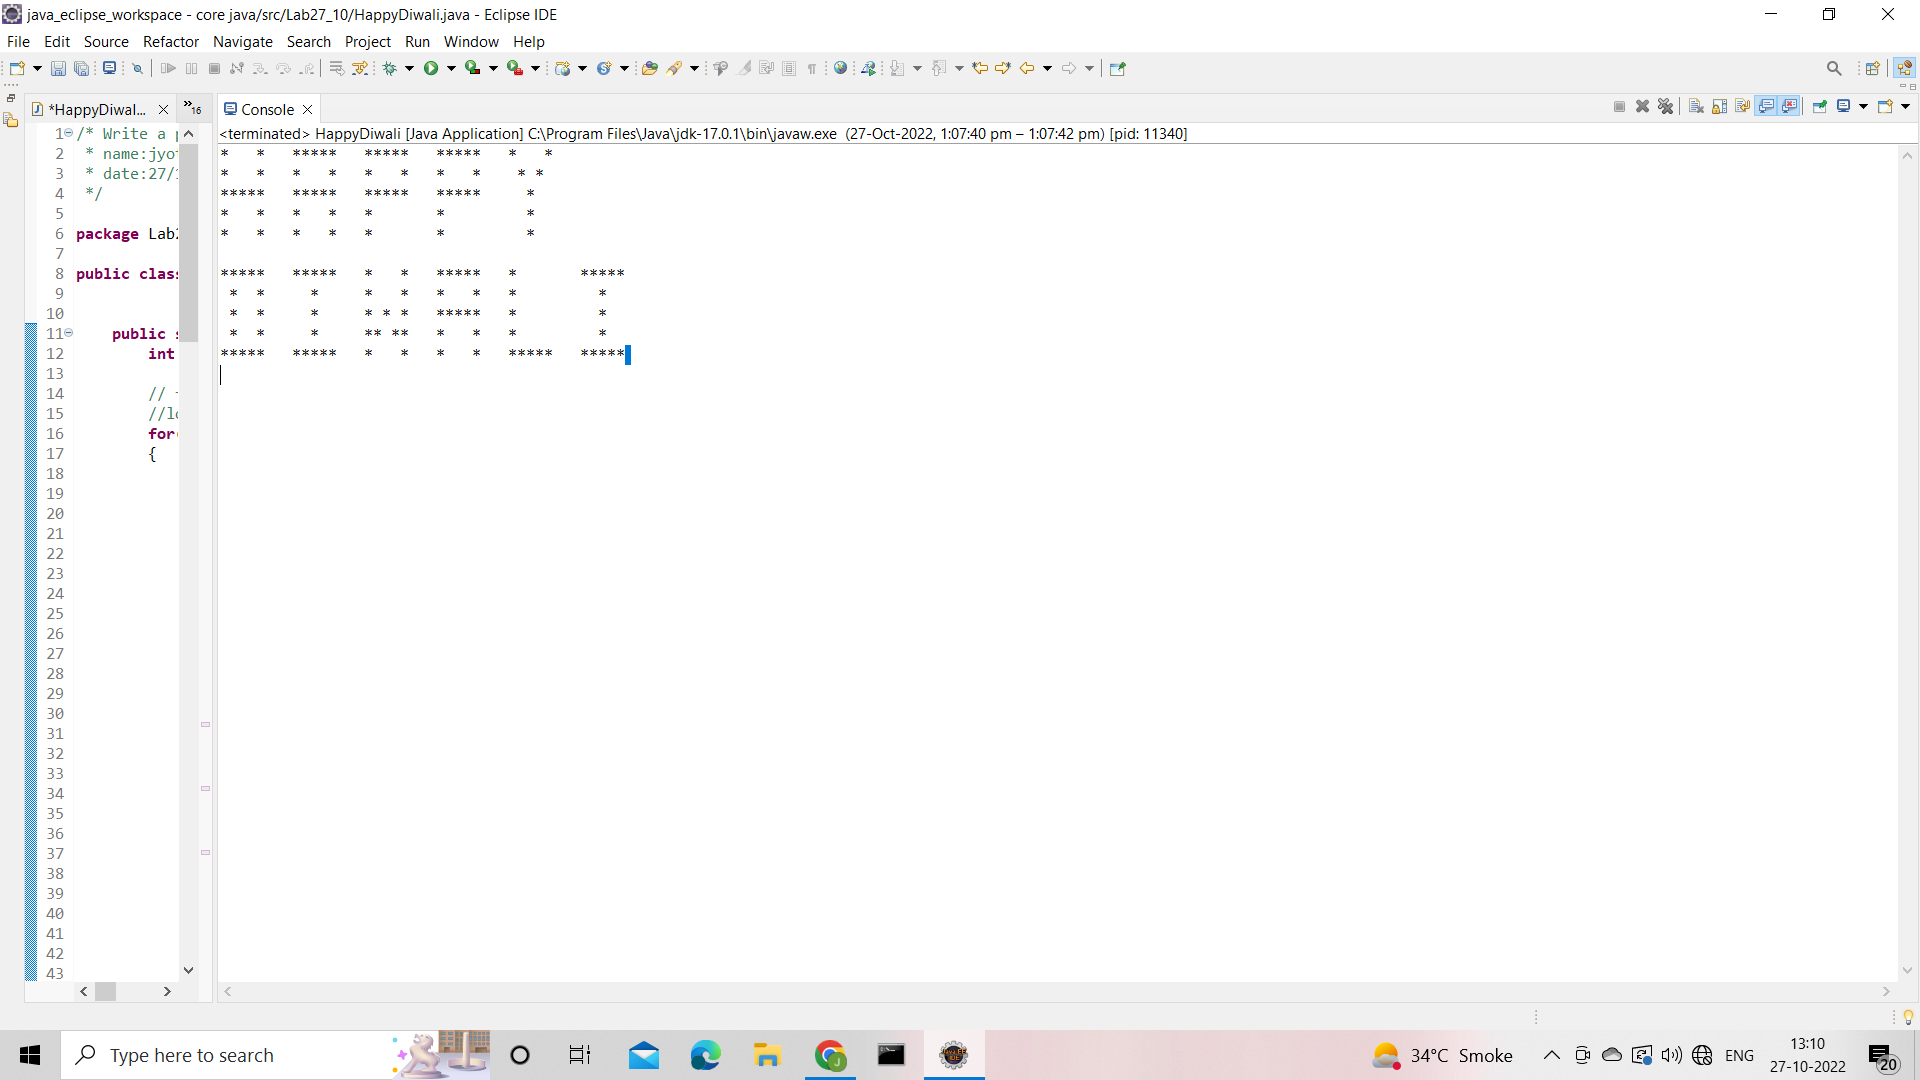 java_eclipse_workspace - core java/src/Lab27_10/HappyDiwali.java - Eclipse IDE
File Edit Source Refactor Navigate Search Project Run Window Help
*HappyDiwal... 16
Console
<terminated> HappyDiwali [Java Application] C:\Program Files\Java\jdk-17.0.1\bin\javaw.exe (27-Oct-2022, 1:07:40 pm – 1:07:42 pm) [pid: 11340]
1 /* Write a
2 * name:jyo
3 * date:27/
4 */
5
6 package Lab
7
8 public clas
9
10
11 public
12 int
13
14 //
15 //l
16 for
17 {
18
19
20
21
22
23
24
25
26
27
28
29
30
31
32
33
34
35
36
37
38
39
40
41
42
43
*   *   *****   *****   *****   *   *
*   *   *   *   *   *   *   *    * *
*****   *****   *****   *****     *
*   *   *   *   *       *         *
*   *   *   *   *       *         *
*****   *****   *   *   *****   *       *****
 *  *     *     *   *   *   *   *         *
 *  *     *     * * *   *****   *         *
 *  *     *     ** **   *   *   *         *
*****   *****   *   *   *   *   *****   *****
Type here to search
34°C Smoke
ENG
13:10
27-10-2022
20